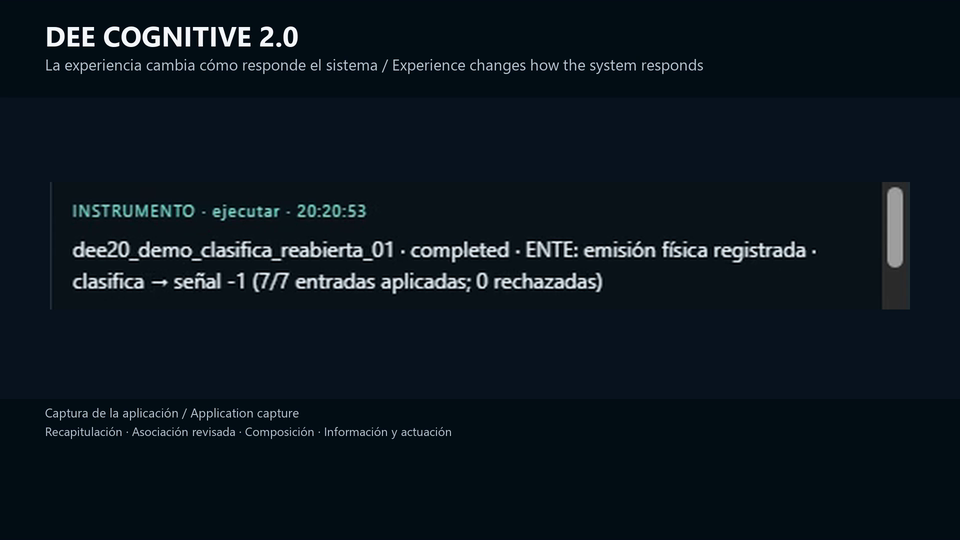 DEE COGNITIVE 2.0
La experiencia cambia cómo responde el sistema / Experience changes how the system responds
INSTRUMENTO · ejecutar · 20:20:53
dee20_demo_clasifica_reabierta_01 · completed · ENTE: emisión física registrada ·
clasifica → señal -1 (7/7 entradas aplicadas; 0 rechazadas)
Captura de la aplicación / Application capture
Recapitulación · Asociación revisada · Composición · Información y actuación